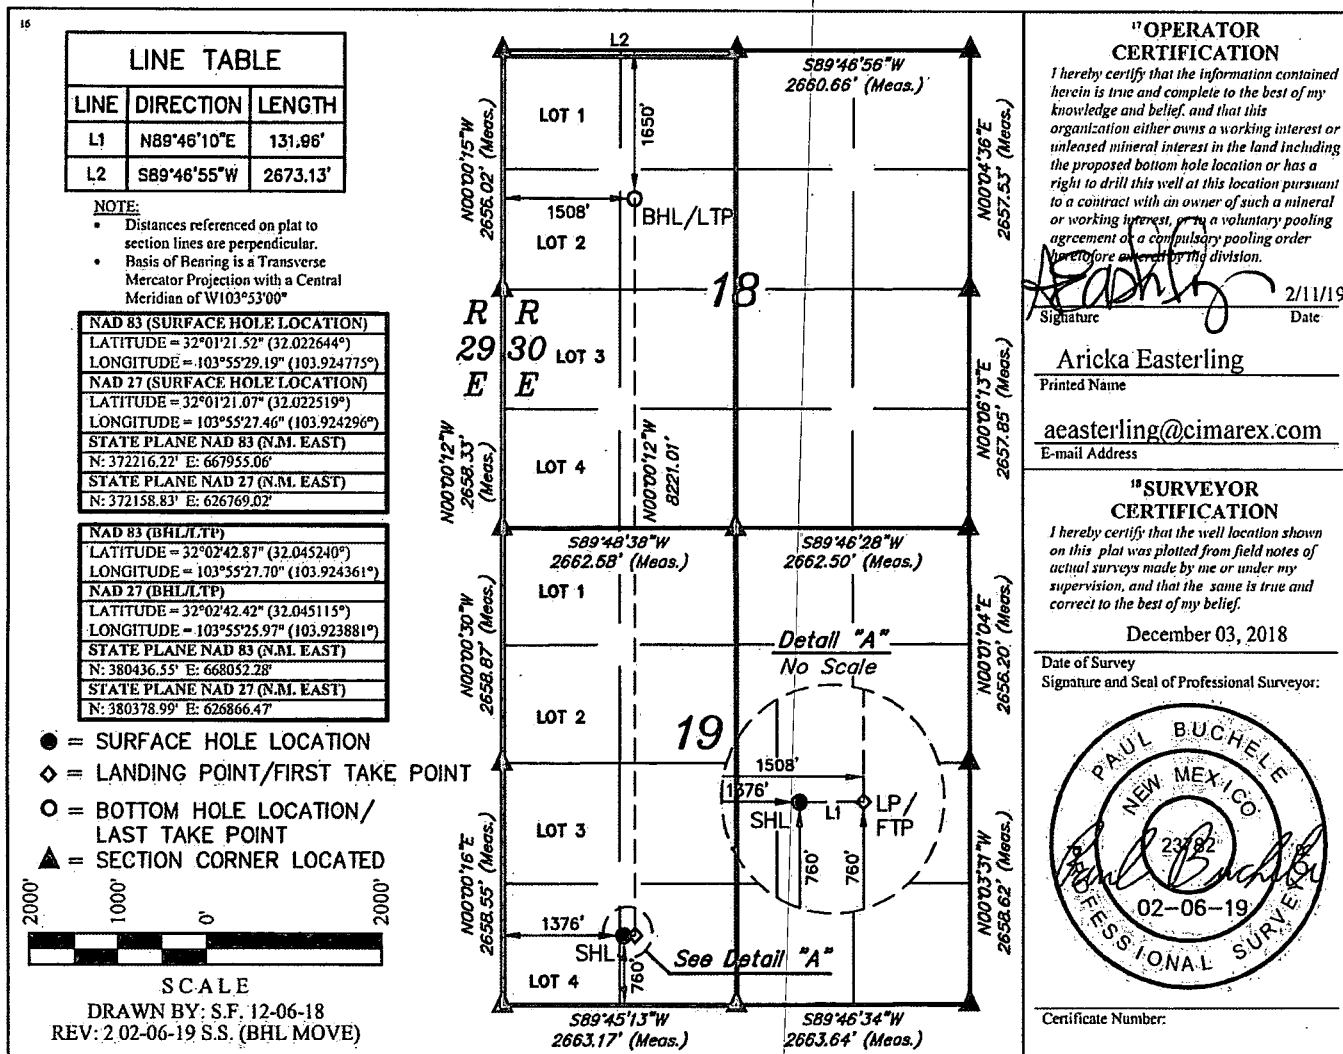 16
LINE TABLE
LINE DIRECTION LENGTH
L1 N89°46'10"E 131.96'
L2 S89°46'55"W 2673.13'
NOTE:
• Distances referenced on plat to
section lines are perpendicular.
• Basis of Bearing is a Transverse
Mercator Projection with a Central
Meridian of W103°53'00"
NAD 83 (SURFACE HOLE LOCATION)
LATITUDE = 32°01'21.52" (32.022644°)
LONGITUDE = -103°55'29.19" (103.924775°)
NAD 27 (SURFACE HOLE LOCATION)
LATITUDE = 32°01'21.07" (32.022519°)
LONGITUDE = -103°55'27.46" (103.924296°)
STATE PLANE NAD 83 (N.M. EAST)
N: 372216.22' E: 667955.06'
STATE PLANE NAD 27 (N.M. EAST)
N: 372158.83' E: 626769.02'
NAD 83 (BHL/LTP)
LATITUDE = 32°02'42.87" (32.045240°)
LONGITUDE = 103°55'27.70" (103.924361°)
NAD 27 (BHL/LTP)
LATITUDE = 32°02'42.42" (32.045115°)
LONGITUDE = 103°55'25.97" (103.923881°)
STATE PLANE NAD 83 (N.M. EAST)
N: 380436.55' E: 668052.28'
STATE PLANE NAD 27 (N.M. EAST)
N: 380378.99' E: 626866.47'
= SURFACE HOLE LOCATION
= LANDING POINT/FIRST TAKE POINT
= BOTTOM HOLE LOCATION/
LAST TAKE POINT
= SECTION CORNER LOCATED
2000' 1000' 0' 2000'
SCALE
DRAWN BY: S.F. 12-06-18
REV: 2 02-06-19 S.S. (BHL MOVE)
L2
S89°46'56"W
2660.66' (Meas.)
N00°00'15"W
2656.02' (Meas.)
LOT 1
1650'
N00°04'36"E
2657.53' (Meas.)
1508'
BHL/LTP
LOT 2
18
R R
29 30
E E
LOT 3
N00°06'13"E
2657.85' (Meas.)
N00°00'12"W
2658.33'
(Meas.)
LOT 4
N00°00'12"W
8221.01'
S89°48'38"W
2662.58' (Meas.)
S89°46'28"W
2662.50' (Meas.)
LOT 1
N00°00'30"W
2658.87' (Meas.)
N00°01'04"E
2656.20' (Meas.)
Detail "A"
No Scale
LOT 2
19
1508'
1376'
SHL
L1
LP/
FTP
760'
760'
LOT 3
N00°00'16"E
2658.55' (Meas.)
N00°03'31"W
2658.62' (Meas.)
1376'
SHL
760'
See Detail "A"
LOT 4
S89°45'13"W
2663.17' (Meas.)
S89°46'34"W
2663.64' (Meas.)
17 OPERATOR
CERTIFICATION
I hereby certify that the information contained
herein is true and complete to the best of my
knowledge and belief, and that this
organization either owns a working interest or
unleased mineral interest in the land including
the proposed bottom hole location or has a
right to drill this well at this location pursuant
to a contract with an owner of such a mineral
or working interest, or to a voluntary pooling
agreement or a compulsory pooling order
heretofore entered by the division.
2/11/19
Signature Date
Aricka Easterling
Printed Name
aeasterling@cimarex.com
E-mail Address
18 SURVEYOR
CERTIFICATION
I hereby certify that the well location shown
on this plat was plotted from field notes of
actual surveys made by me or under my
supervision, and that the same is true and
correct to the best of my belief.
December 03, 2018
Date of Survey
Signature and Seal of Professional Surveyor:
PAUL BUCHELE
NEW MEXICO
23782
Paul Buchele
02-06-19
PROFESSIONAL SURVEYOR
Certificate Number: